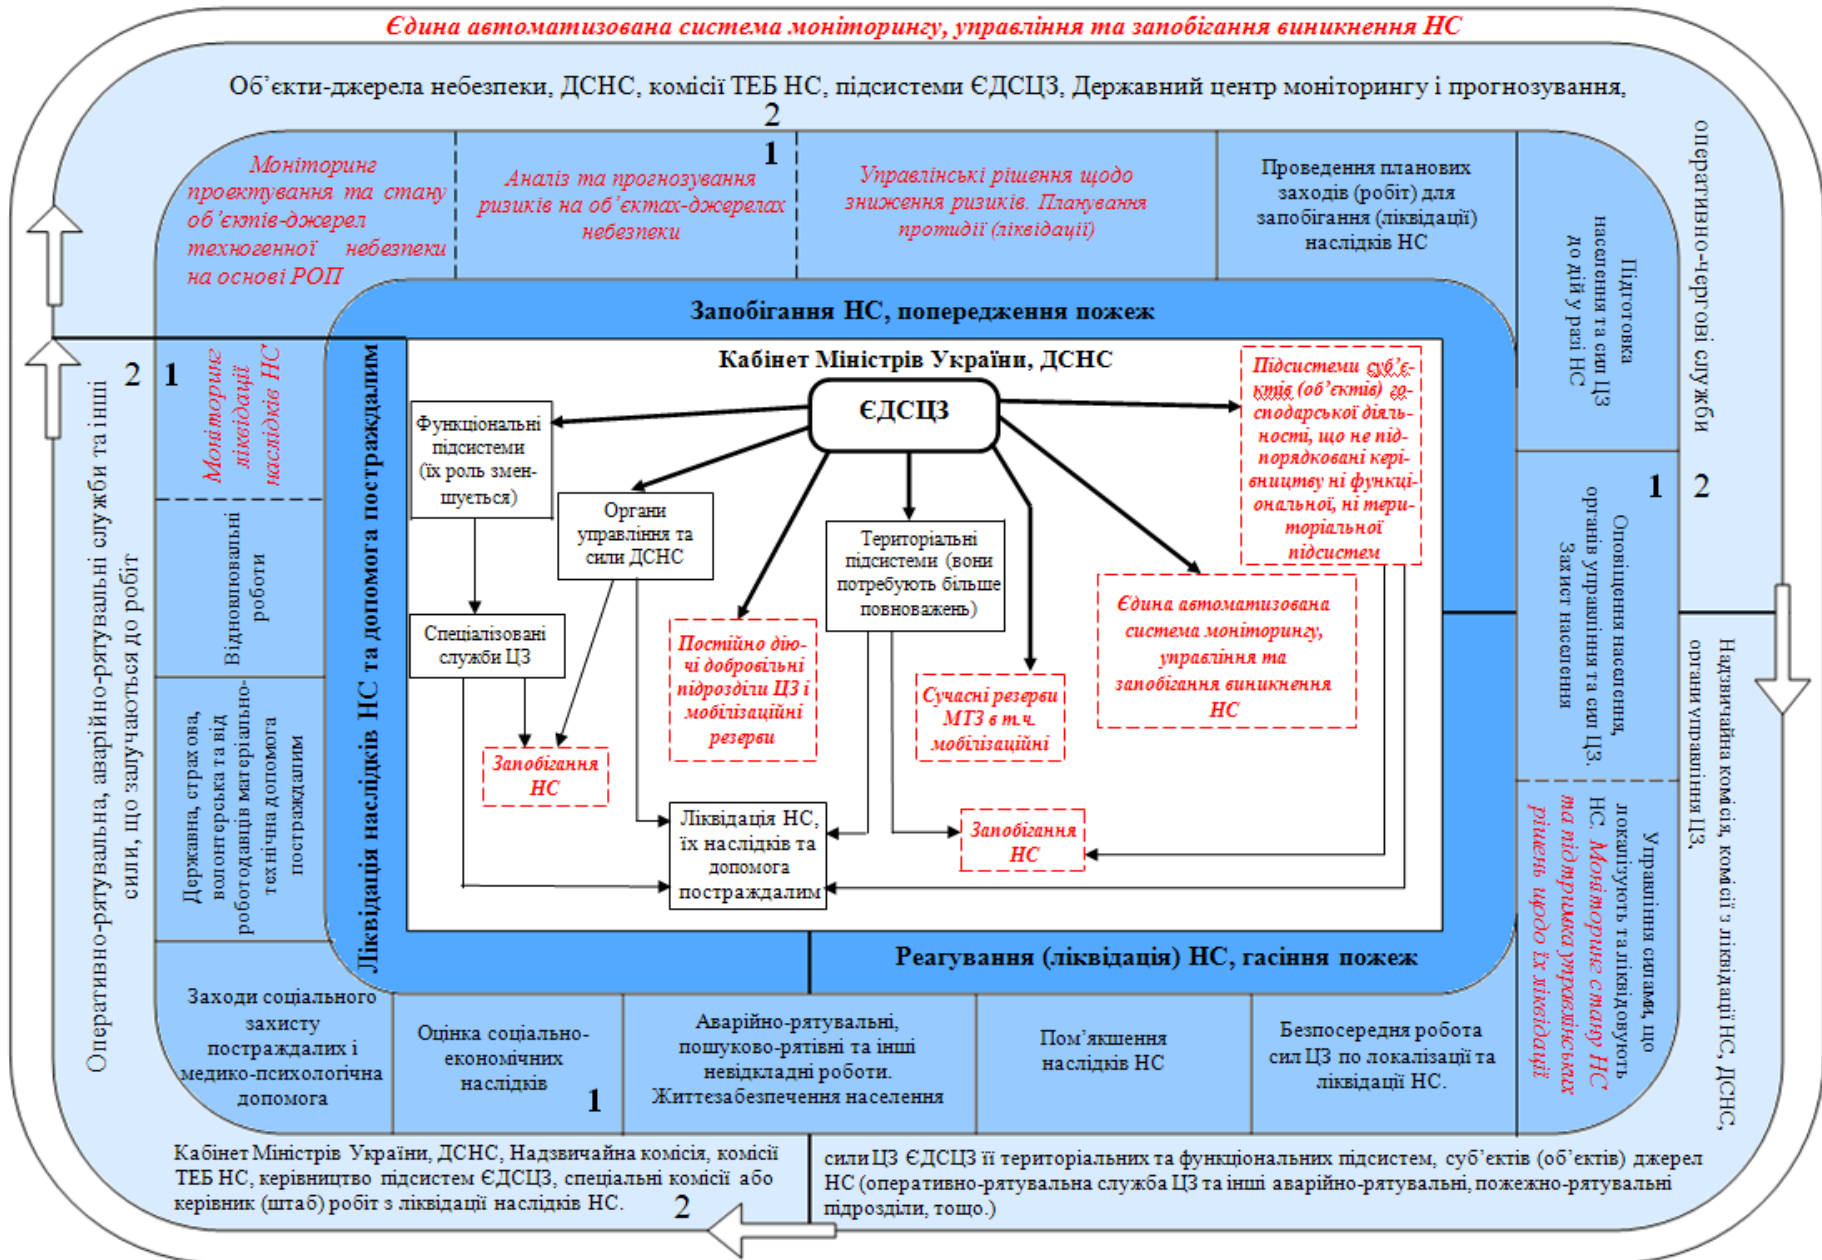 Єдина автоматизована система моніторингу, управління та запобігання виникнення НС
Об’єкти-джерела небезпеки, ДСНС, комісії ТЕБ НС, підсистеми ЄДСЦЗ, Державний центр моніторингу і прогнозування,
2
оперативно-чергові служби
1
Моніторинг
проектування та стану
об’єктів-джерел
техногенної небезпеки
на основі РОП
Аналіз та прогнозування
ризиків на об’єктах-джерелах
небезпеки
Управлінські рішення щодо
зниження ризиків. Планування
протидії (ліквідації)
Проведення планових
заходів (робіт) для
запобігання (ліквідації)
наслідків НС
Підготовка
населення та сил ЦЗ
до дій у разі НС
Запобігання НС, попередження пожеж
Кабінет Міністрів України, ДСНС
ЄДСЦЗ
Функціональні
підсистеми
(їх роль змен-
шується)
Органи
управління та
сили ДСНС
Територіальні
підсистеми (вони
потребують більше
повноважень)
Підсистеми суб’є-
ктів (об’єктів) го-
сподарської діяль-
ності, що не під-
порядковані кері-
вництву ні функці-
ональної, ні тери-
торіальної
підсистем
Спеціалізовані
служби ЦЗ
Постійно дію-
чі добровільні
підрозділи ЦЗ і
мобілізаційні
резерви
Сучасні резерви
МТЗ в т.ч.
мобілізаційні
Єдина автоматизована
система моніторингу,
управління та
запобігання виникнення
НС
Запобігання
НС
Ліквідація НС,
їх наслідків та
допомога
постраждалим
Запобігання
НС
1
2
Оповіщення населення,
органів управління та сил ЦЗ.
Захист населення
Управління силами, що
локалізують та ліквідовують
НС. Моніторинг стану НС
та підтримка управлінських
рішень щодо їх ліквідації
Надзвичайна комісія, комісії з ліквідації НС, ДСНС,
органи управління ЦЗ,
Реагування (ліквідація) НС, гасіння пожеж
Безпосередня робота
сил ЦЗ по локалізації та
ліквідації НС.
Пом’якшення
наслідків НС
Аварійно-рятувальні,
пошуково-рятівні та інші
невідкладні роботи.
Життєзабезпечення населення
Оцінка соціально-
економічних
наслідків
1
Заходи соціального
захисту
постраждалих і
медико-психологічна
допомога
сили ЦЗ ЄДСЦЗ її територіальних та функціональних підсистем, суб’єктів (об’єктів) джерел
НС (оперативно-рятувальна служба ЦЗ та інші аварійно-рятувальні, пожежно-рятувальні
підрозділи, тощо.)
Кабінет Міністрів України, ДСНС, Надзвичайна комісія, комісії
ТЕБ НС, керівництво підсистем ЄДСЦЗ, спеціальні комісії або
керівник (штаб) робіт з ліквідації наслідків НС.
2
Ліквідація наслідків НС та допомога постраждалим
Державна, страхова,
волонтерська та від
роботодавців матеріально-
технічна допомога
постраждалим
Відновлювальні
роботи
Моніторинг
ліквідації
наслідків НС
2
1
Оперативно-рятувальна, аварійно-рятувальні служби та інші
сили, що залучаються до робіт